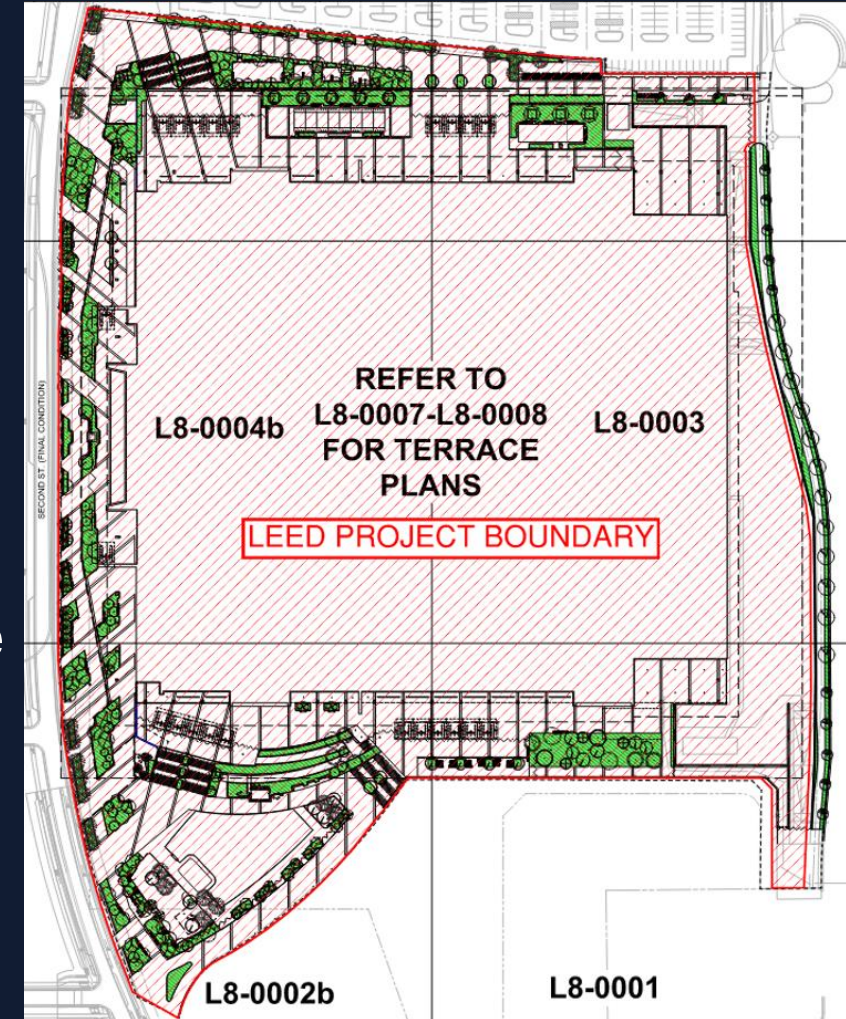 REFER TO
L8-0004b L8-0007-L8-0008 L8-0003
FOR TERRACE
PLANS
LEED PROJECT BOUNDARY
SECOND ST. (FINAL CONDITION)
L8-0002b L8-0001
e